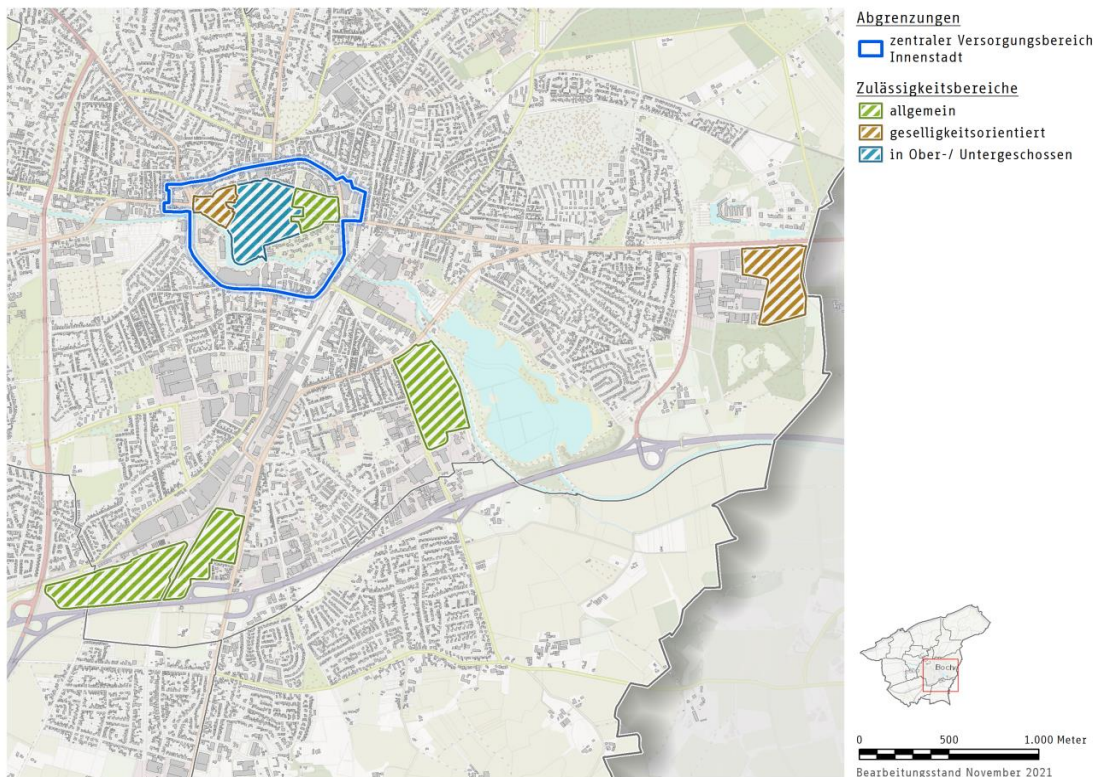 Abgrenzungen
zentraler Versorgungsbereich
Innenstadt
Zulässigkeitsbereiche
allgemein
geselligkeitsorientiert
in Ober-/ Untergeschossen
0 500 1.000 Meter
Bearbeitungsstand November 2021